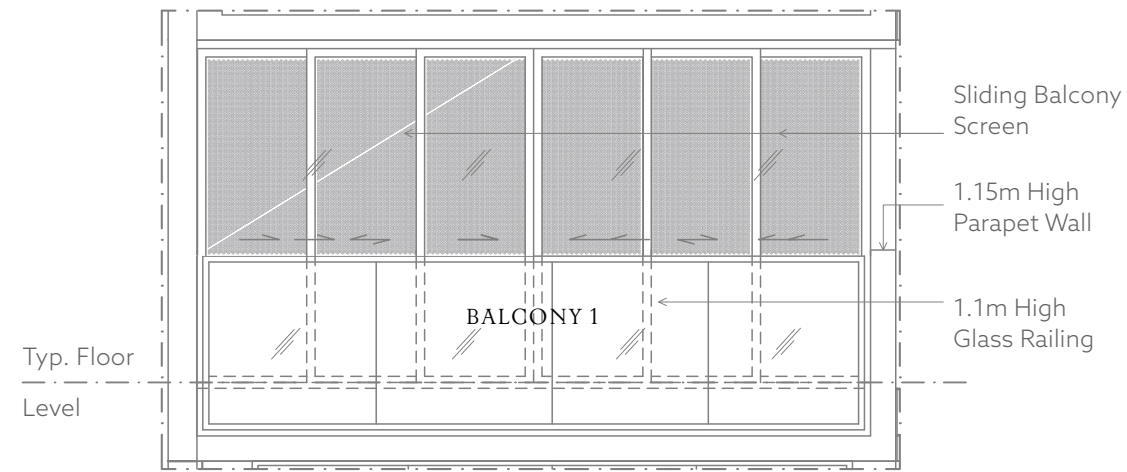 Sliding Balcony
Screen
1.15m High
Parapet Wall
BALCONY 1
1.1m High
Glass Railing
Typ. Floor
Level